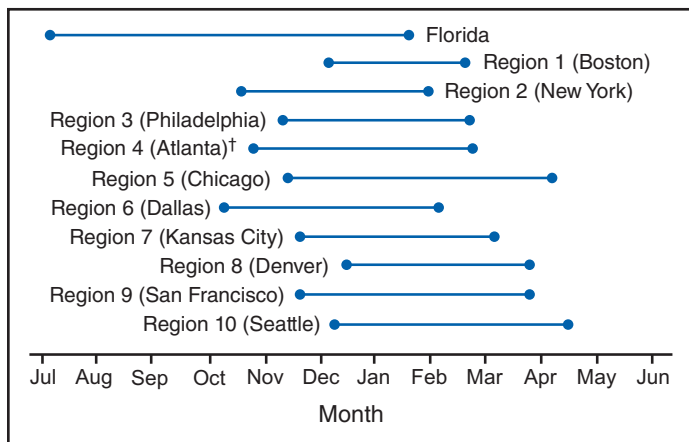 Florida
Region 1 (Boston)
Region 2 (New York)
Region 3 (Philadelphia)
Region 4 (Atlanta)†
Region 5 (Chicago)
Region 6 (Dallas)
Region 7 (Kansas City)
Region 8 (Denver)
Region 9 (San Francisco)
Region 10 (Seattle)
Jul Aug Sep Oct Nov Dec Jan Feb Mar Apr May Jun
Month